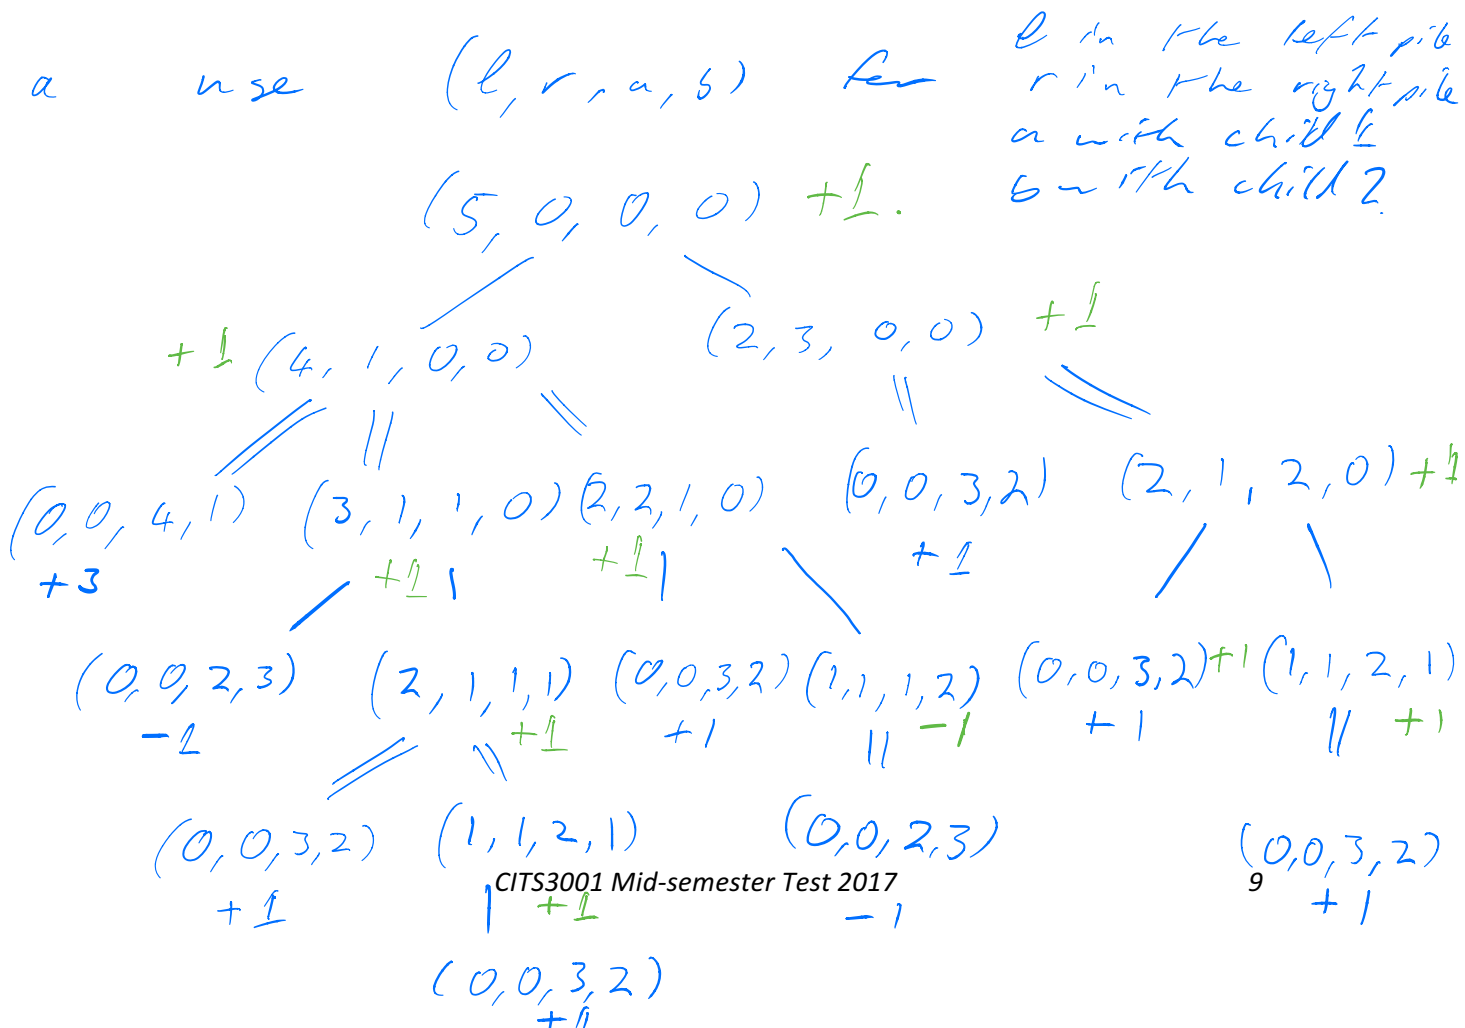 a use (l, r, a, b) for l in the left pile
r in the right pile
a with child 1
b with child 2
(5, 0, 0, 0) +1.
+1 (4, 1, 0, 0) (2, 3, 0, 0) +1
(0, 0, 4, 1) (3, 1, 1, 0) (2, 2, 1, 0) (0, 0, 3, 2) (2, 1, 2, 0) +1
+3 +1 +1 +1
(0, 0, 2, 3) (2, 1, 1, 1) (0, 0, 3, 2) (1, 1, 1, 2) (0, 0, 3, 2) +1 (1, 1, 2, 1)
-1 +1 +1 -1 +1 +1
(0, 0, 3, 2) (1, 1, 2, 1) (0, 0, 2, 3) (0, 0, 3, 2)
CITS3001 Mid-semester Test 2017 9
+1 +1 -1 +1
(0, 0, 3, 2)
+1